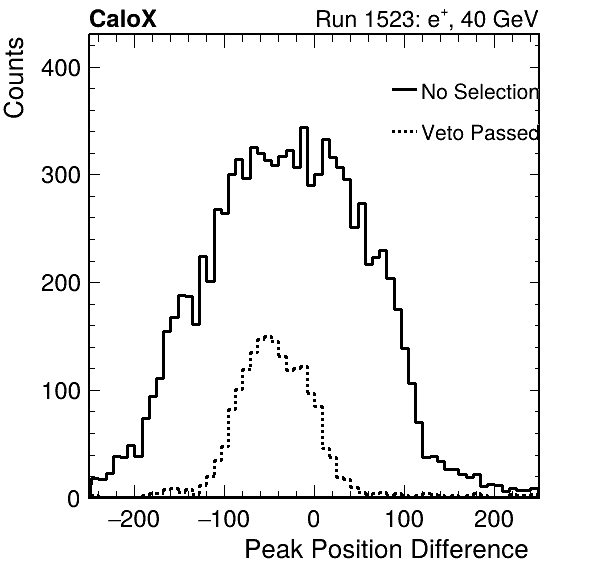 CaloX Run 1523: e⁺, 40 GeV
Counts
400
300
200
100
0
No Selection
Veto Passed
−200 −100 0 100 200
Peak Position Difference